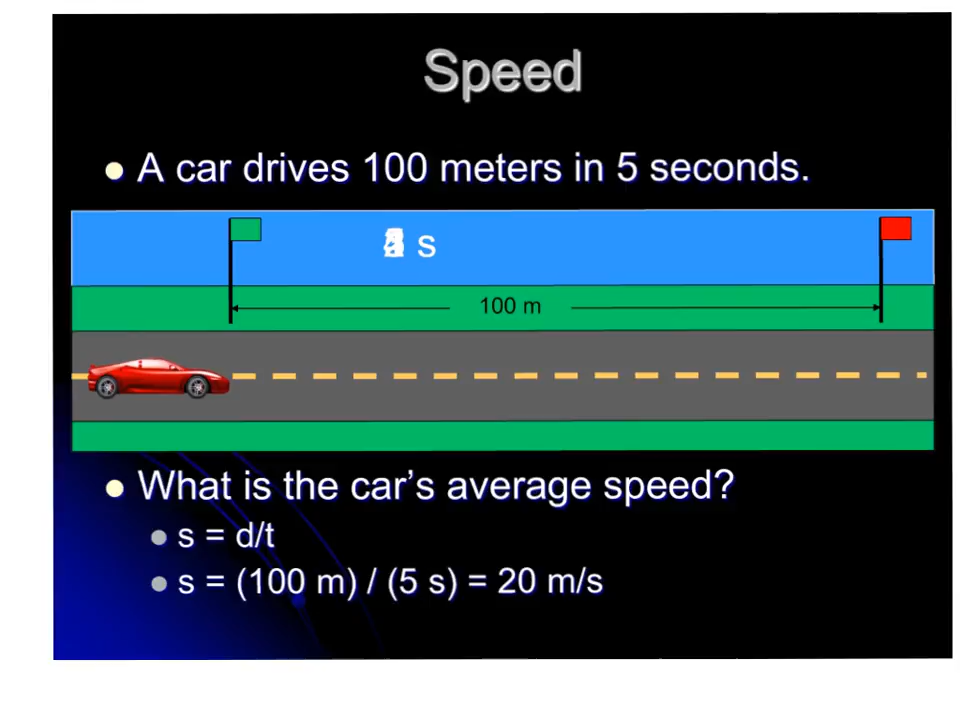 Speed
A car drives 100 meters in 5 seconds.
s
100 m
What is the car’s average speed?
s = d/t
s = (100 m) / (5 s) = 20 m/s